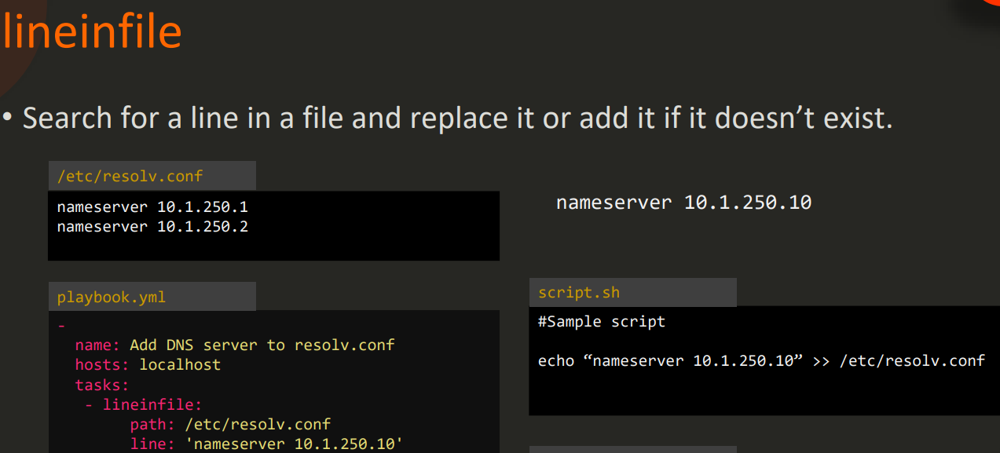 lineinfile
• Search for a line in a file and replace it or add it if it doesn’t exist.
/etc/resolv.conf
nameserver 10.1.250.1
nameserver 10.1.250.2
nameserver 10.1.250.10
playbook.yml
-
name: Add DNS server to resolv.conf
hosts: localhost
tasks:
- lineinfile:
path: /etc/resolv.conf
line: 'nameserver 10.1.250.10'
script.sh
#Sample script
echo “nameserver 10.1.250.10” >> /etc/resolv.conf